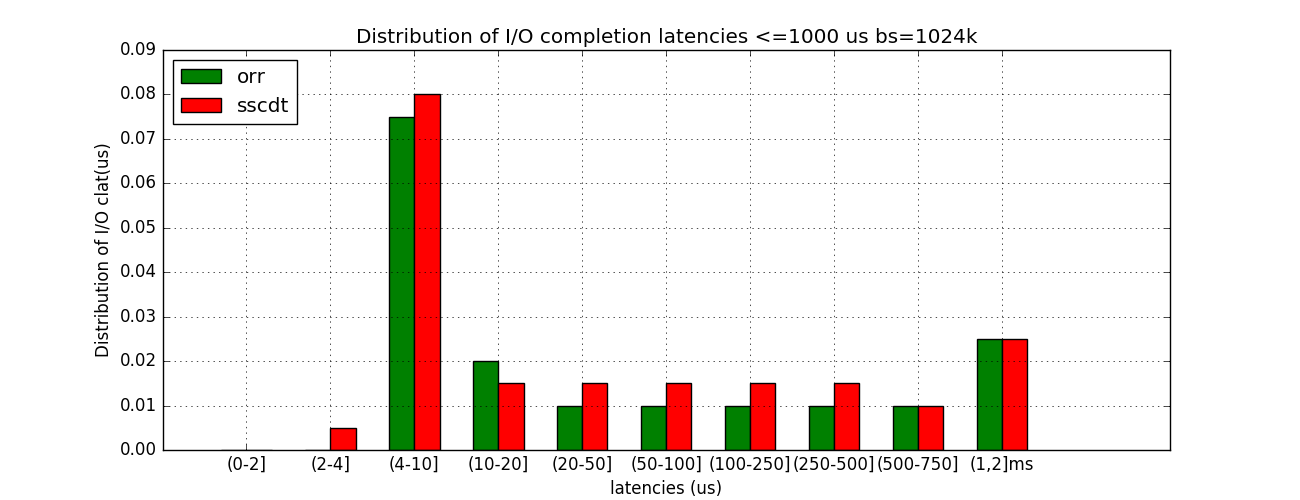 Distribution of I/O completion latencies <=1000 us bs=1024k
orr
sscdt
Distribution of I/O clat(us)
0.09
0.08
0.07
0.06
0.05
0.04
0.03
0.02
0.01
0.00
(0-2] (2-4] (4-10] (10-20] (20-50] (50-100] (100-250] (250-500] (500-750] (1,2]ms
latencies (us)